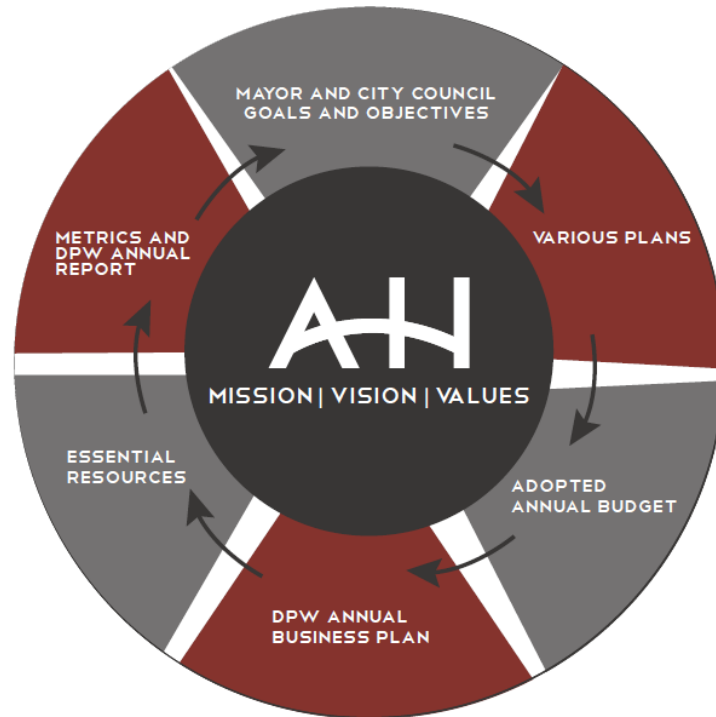 MAYOR AND CITY COUNCIL
GOALS AND OBJECTIVES
VARIOUS PLANS
ADOPTED
ANNUAL BUDGET
DPW ANNUAL
BUSINESS PLAN
ESSENTIAL
RESOURCES
METRICS AND
DPW ANNUAL
REPORT
AH
MISSION | VISION | VALUES